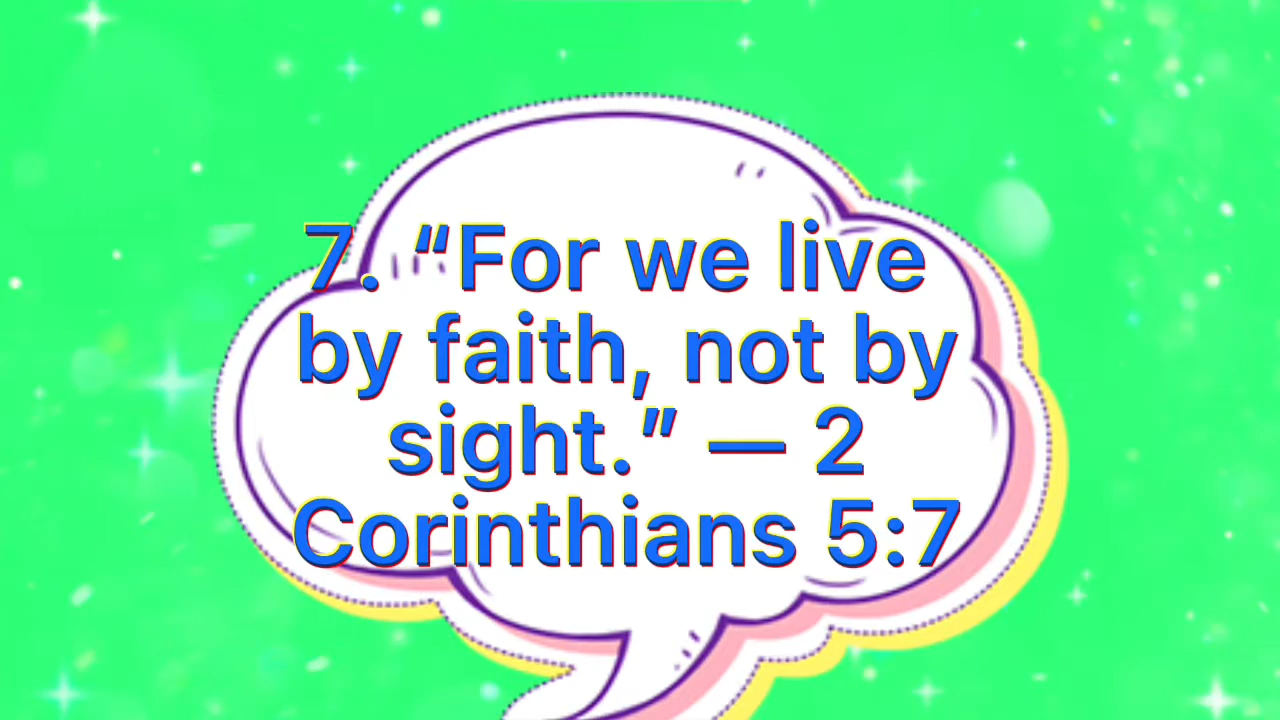 7. “For we live
by faith, not by
sight.” — 2
Corinthians 5:7